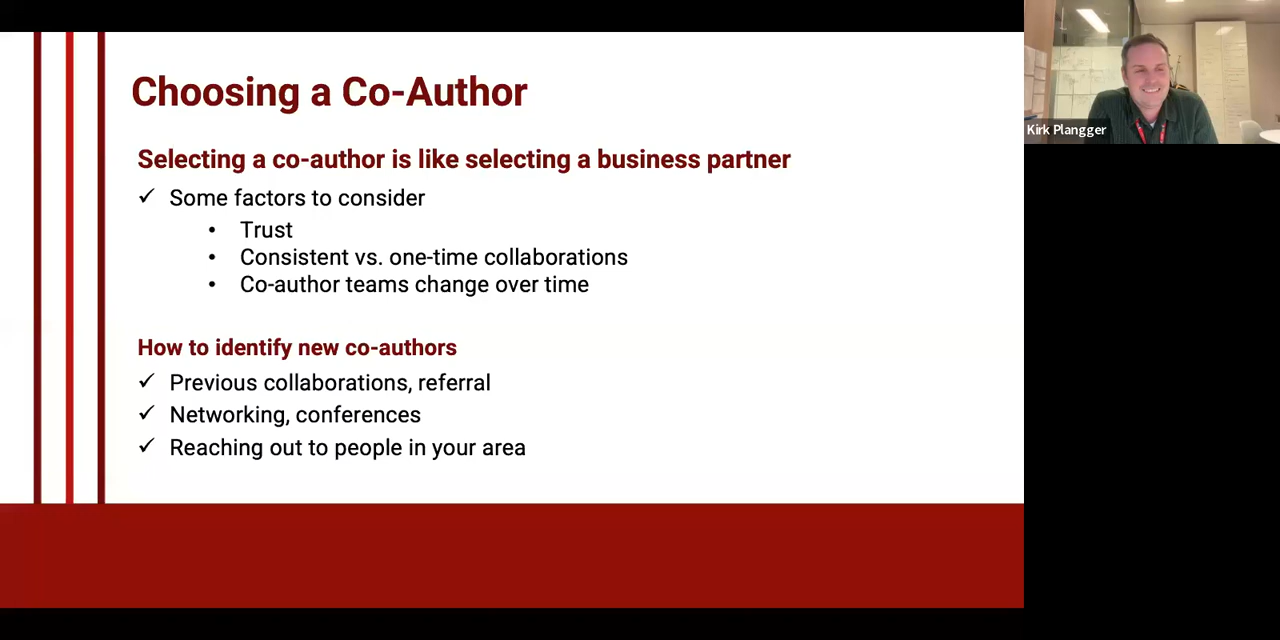 Choosing a Co-Author
Selecting a co-author is like selecting a business partner
✓ Some factors to consider
• Trust
• Consistent vs. one-time collaborations
• Co-author teams change over time
How to identify new co-authors
✓ Previous collaborations, referral
✓ Networking, conferences
✓ Reaching out to people in your area
Kirk Plangger